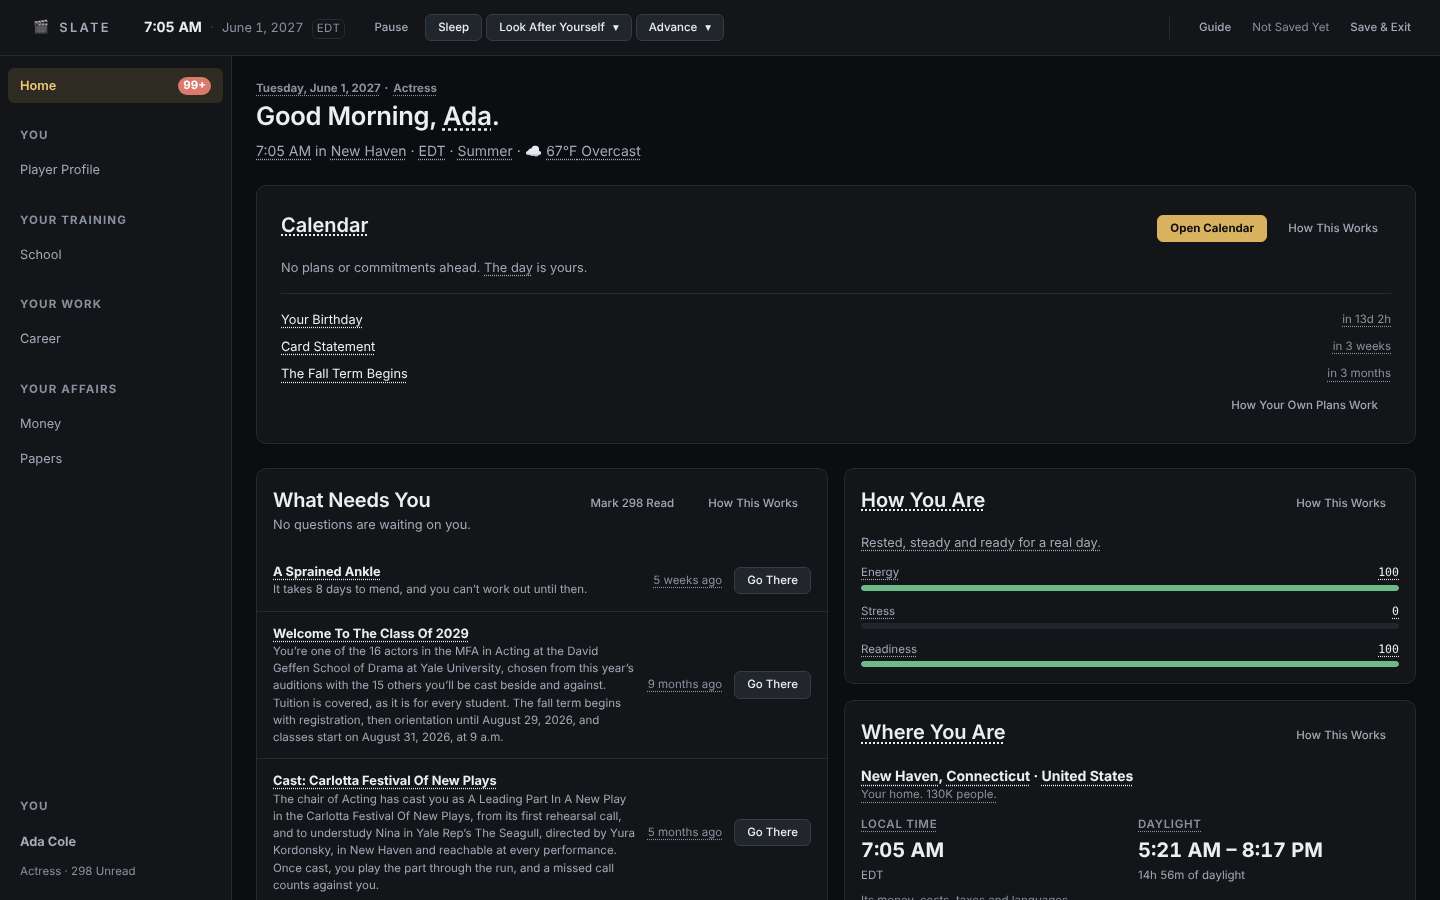 🎬 SLATE
7:05 AM · June 1, 2027 EDT
Pause
Sleep
Look After Yourself ▾
Advance ▾
Guide
Not Saved Yet
Save & Exit
Home
99+
YOU
Player Profile
YOUR TRAINING
School
YOUR WORK
Career
YOUR AFFAIRS
Money
Papers
YOU
Ada Cole
Actress · 298 Unread
Tuesday, June 1, 2027 · Actress
Good Morning, Ada.
7:05 AM in New Haven · EDT · Summer · ☁️ 67°F Overcast
Calendar
Open Calendar
How This Works
No plans or commitments ahead. The day is yours.
Your Birthday
in 13d 2h
Card Statement
in 3 weeks
The Fall Term Begins
in 3 months
How Your Own Plans Work
What Needs You
Mark 298 Read
How This Works
No questions are waiting on you.
A Sprained Ankle
It takes 8 days to mend, and you can’t work out until then.
5 weeks ago
Go There
Welcome To The Class Of 2029
You’re one of the 16 actors in the MFA in Acting at the David
Geffen School of Drama at Yale University, chosen from this year’s
auditions with the 15 others you’ll be cast beside and against.
Tuition is covered, as it is for every student. The fall term begins
with registration, then orientation until August 29, 2026, and
classes start on August 31, 2026, at 9 a.m.
9 months ago
Go There
Cast: Carlotta Festival Of New Plays
The chair of Acting has cast you as A Leading Part In A New Play
in the Carlotta Festival Of New Plays, from its first rehearsal call,
and to understudy Nina in Yale Rep’s The Seagull, directed by Yura
Kordonsky, in New Haven and reachable at every performance.
Once cast, you play the part through the run, and a missed call
counts against you.
5 months ago
Go There
How You Are
How This Works
Rested, steady and ready for a real day.
Energy
100
Stress
0
Readiness
100
Where You Are
How This Works
New Haven, Connecticut · United States
Your home. 130K people.
LOCAL TIME
7:05 AM
EDT
DAYLIGHT
5:21 AM – 8:17 PM
14h 56m of daylight
Its money, costs, taxes and languages